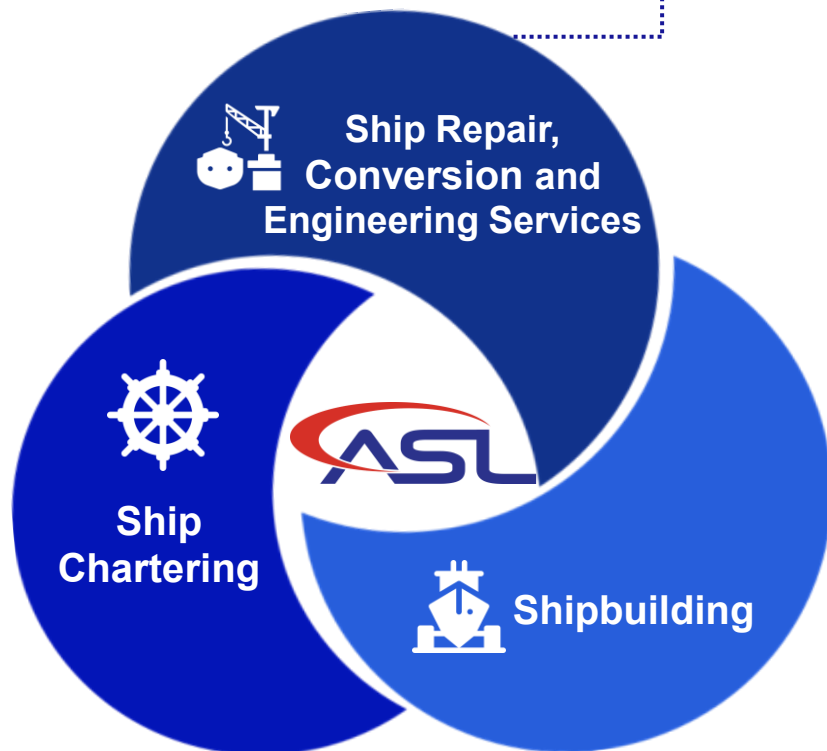 Ship Repair,
Conversion and
Engineering Services
ASL
Ship
Chartering
Shipbuilding